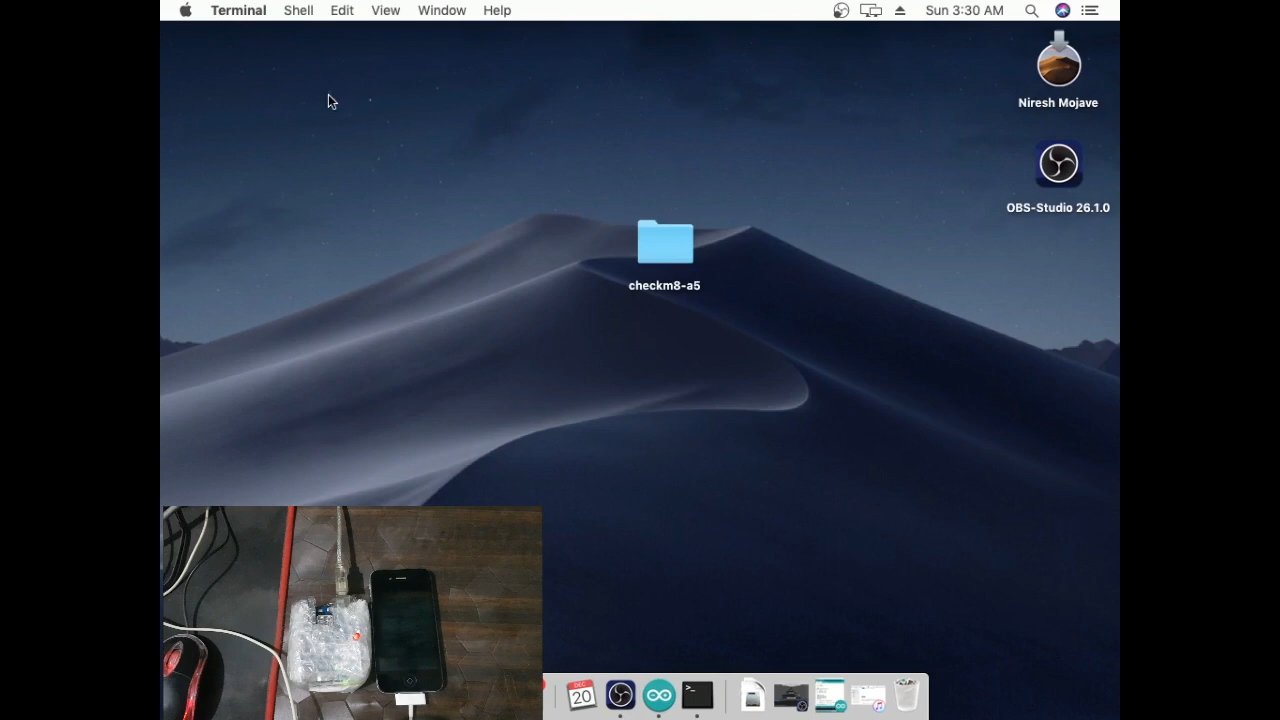 Terminal Shell Edit View Window Help Sun 3:30 AM
Niresh Mojave
OBS-Studio 26.1.0
checkm8-a5
DEC
20